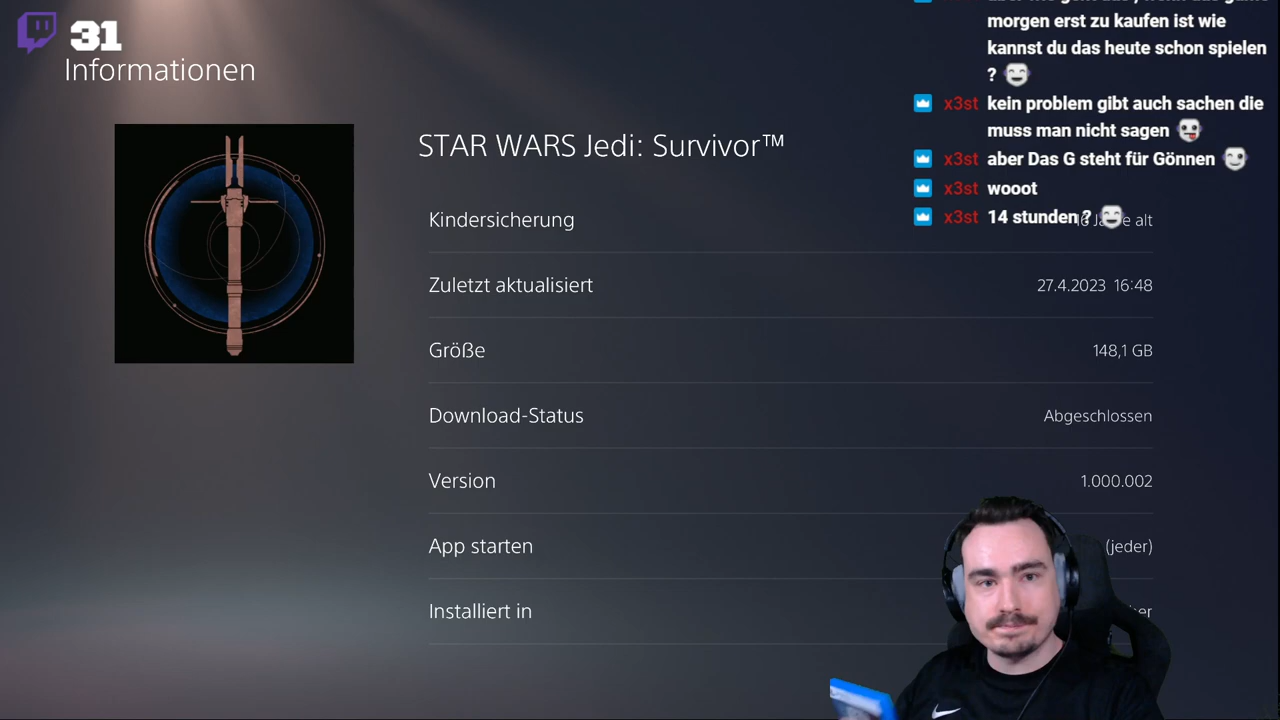 31
Informationen
morgen erst zu kaufen ist wie
kannst du das heute schon spielen
?
x3st kein problem gibt auch sachen die
muss man nicht sagen
x3st aber Das G steht für Gönnen
x3st wooot
x3st 14 stunden ?
STAR WARS Jedi: Survivor™
Kindersicherung alt
Zuletzt aktualisiert 27.4.2023 16:48
Größe 148,1 GB
Download-Status Abgeschlossen
Version 1.000.002
App starten (jeder)
Installiert in